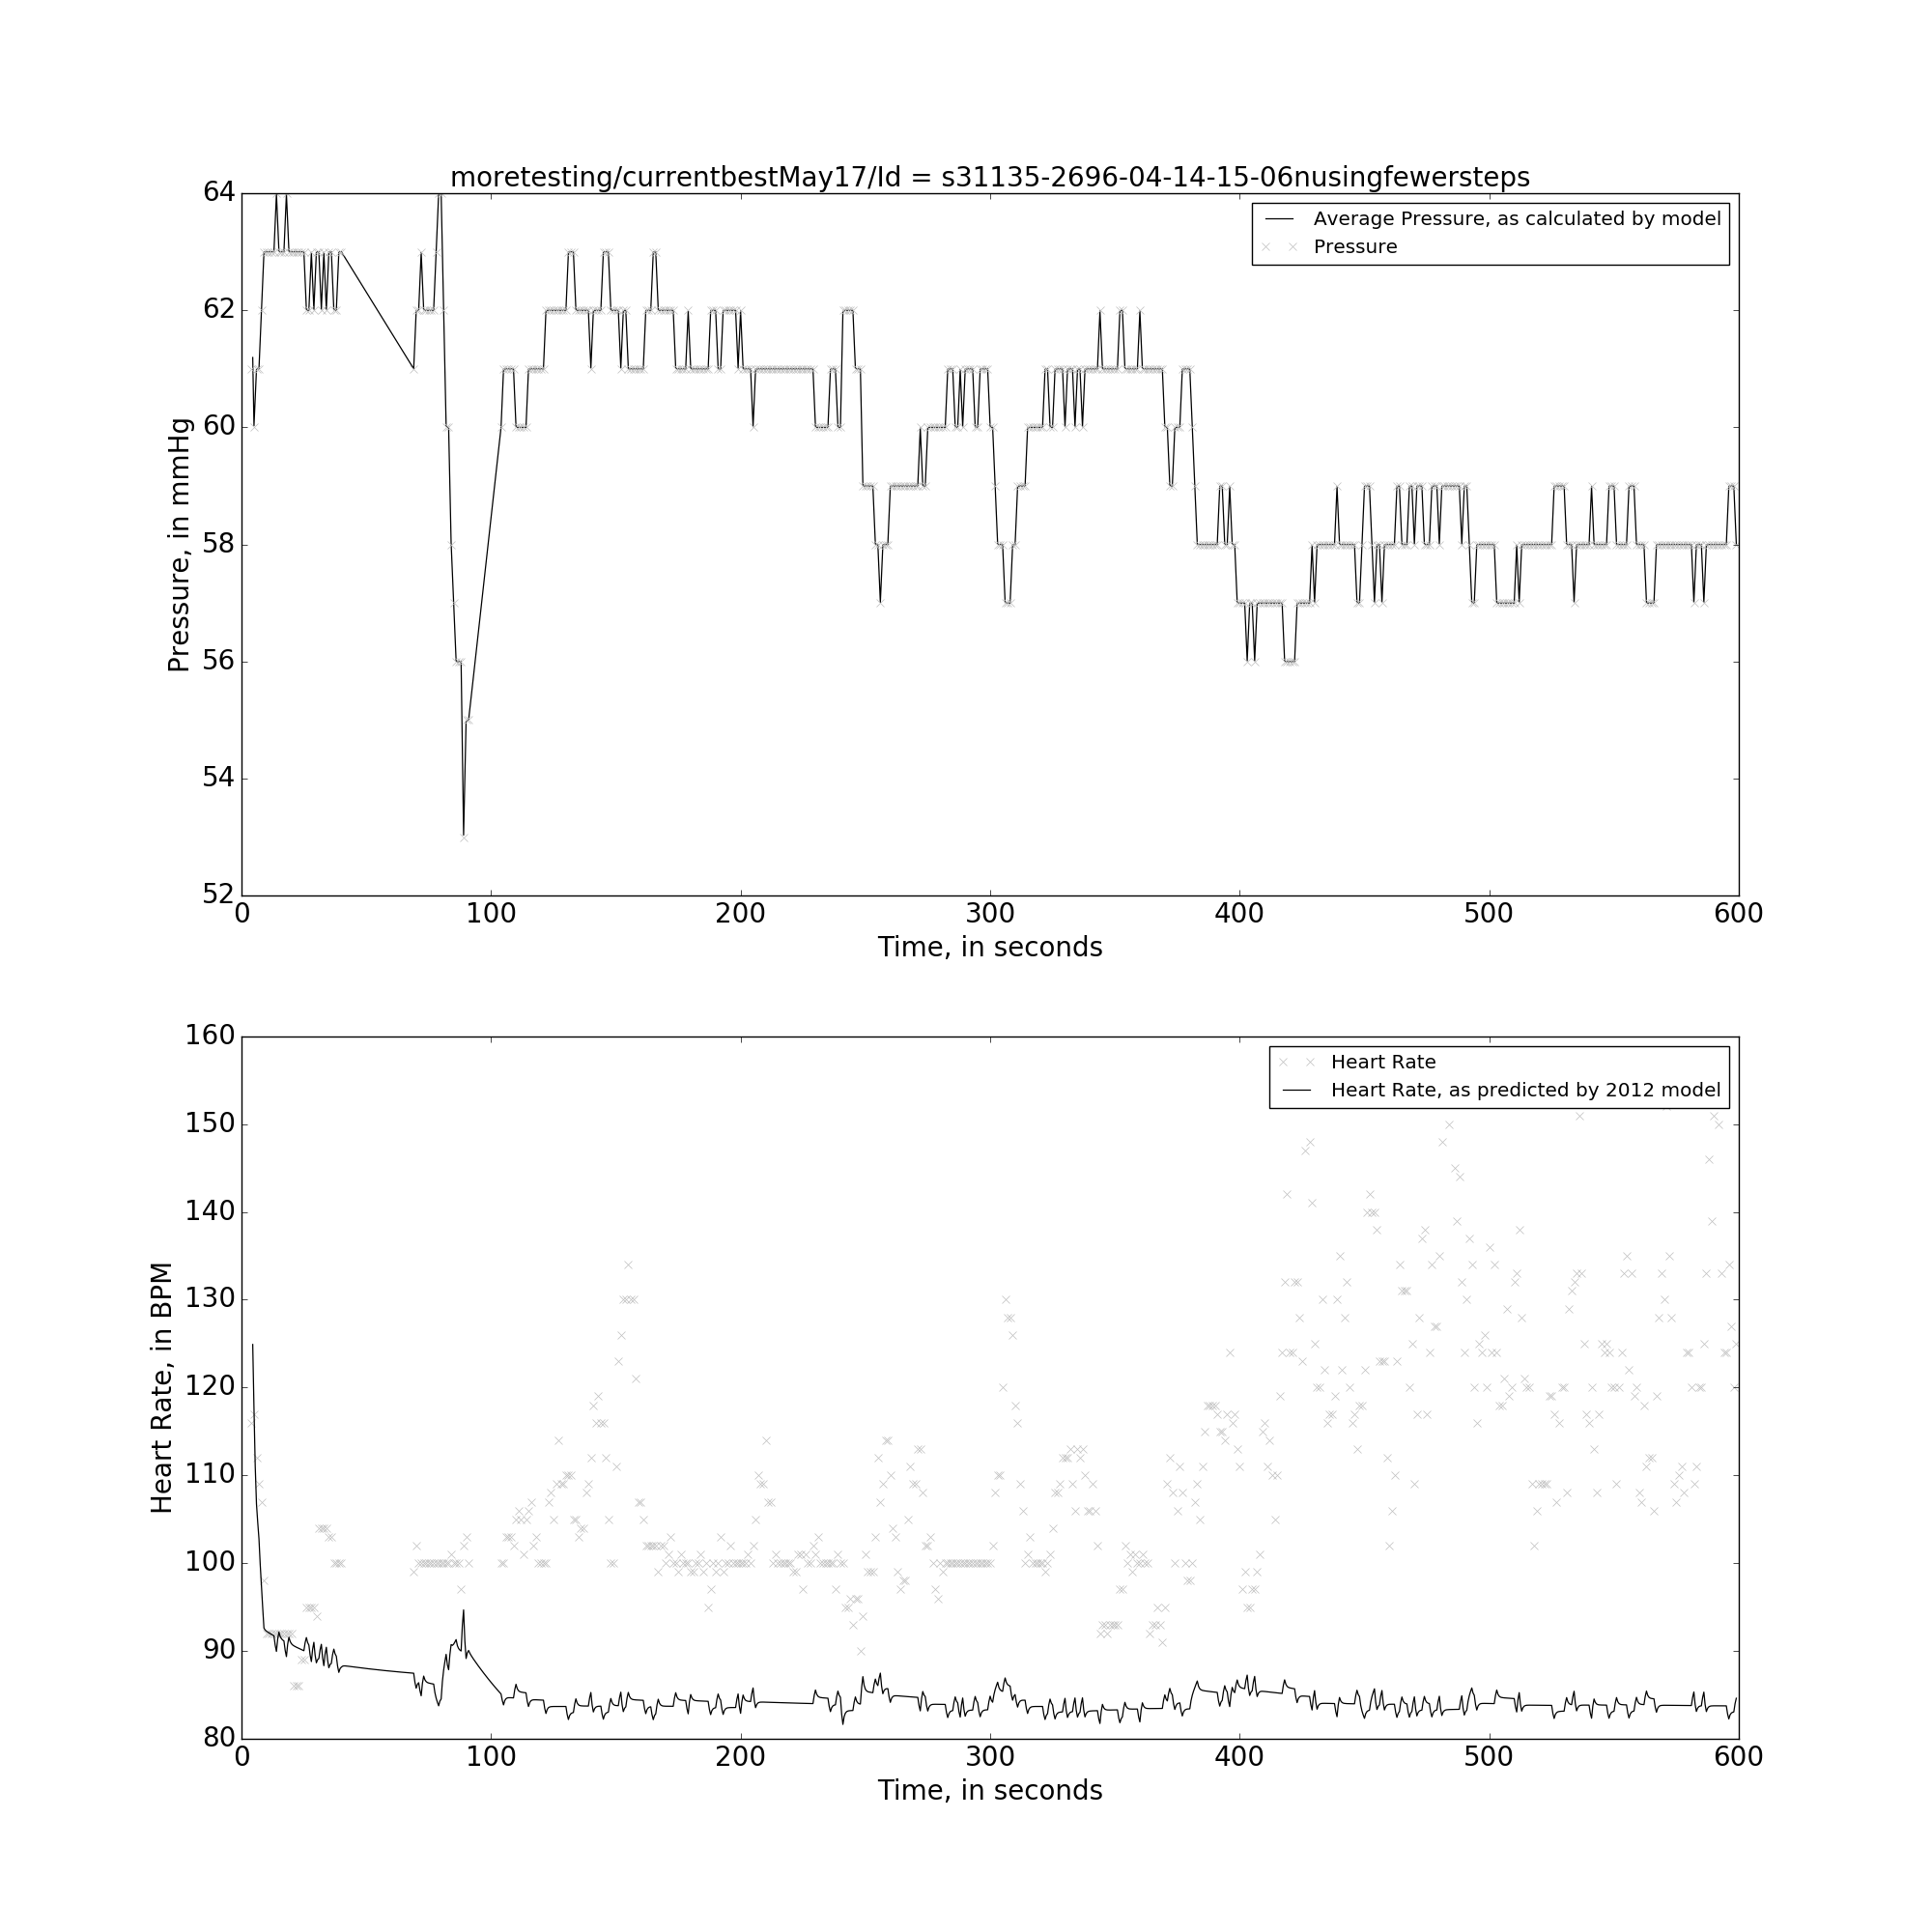 moretesting/currentbestMay17/Id = s31135-2696-04-14-15-06nusingfewersteps
64
62
60
58
56
54
52
Pressure, in mmHg
Average Pressure, as calculated by model
Pressure
0 100 200 300 400 500 600
Time, in seconds
160
150
140
130
120
110
100
90
80
Heart Rate, in BPM
Heart Rate
Heart Rate, as predicted by 2012 model
0 100 200 300 400 500 600
Time, in seconds